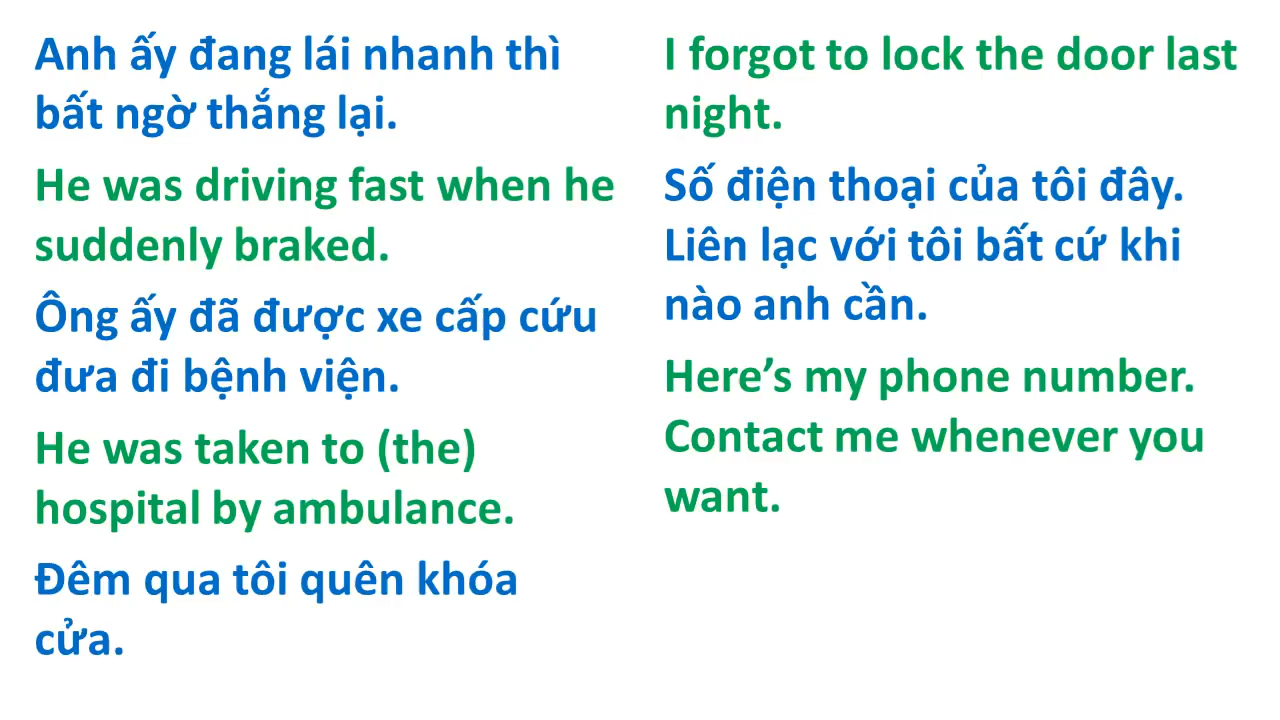 Anh ấy đang lái nhanh thì
bất ngờ thắng lại.
He was driving fast when he
suddenly braked.
Ông ấy đã được xe cấp cứu
đưa đi bệnh viện.
He was taken to (the)
hospital by ambulance.
Đêm qua tôi quên khóa
cửa.
I forgot to lock the door last
night.
Số điện thoại của tôi đây.
Liên lạc với tôi bất cứ khi
nào anh cần.
Here’s my phone number.
Contact me whenever you
want.